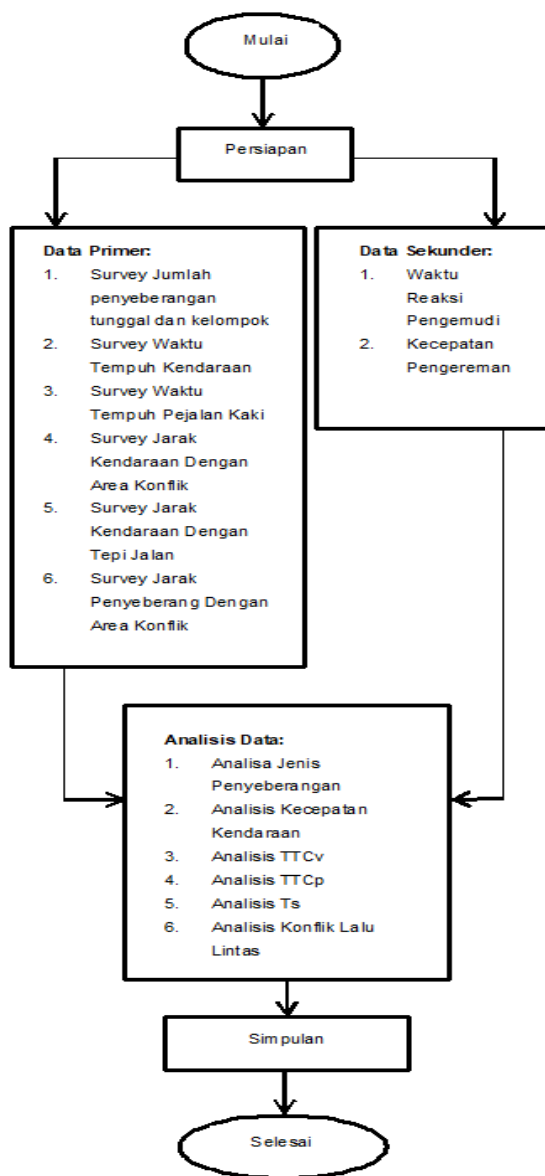 Mulai
Persiapan
Data Primer:
1. Survey Jumlah
penyeberangan
tunggal dan kelompok
2. Survey Waktu
Tempuh Kendaraan
3. Survey Waktu
Tempuh Pejalan Kaki
4. Survey Jarak
Kendaraan Dengan
Area Konflik
5. Survey Jarak
Kendaraan Dengan
Tepi Jalan
6. Survey Jarak
Penyeberang Dengan
Area Konflik
Data Sekunder:
1. Waktu
Reaksi
Pengemudi
2. Kecepatan
Pengereman
Analisis Data:
1. Analisa Jenis
Penyeberangan
2. Analisis Kecepatan
Kendaraan
3. Analisis TTCv
4. Analisis TTCp
5. Analisis Ts
6. Analisis Konflik Lalu
Lintas
Simpulan
Selesai